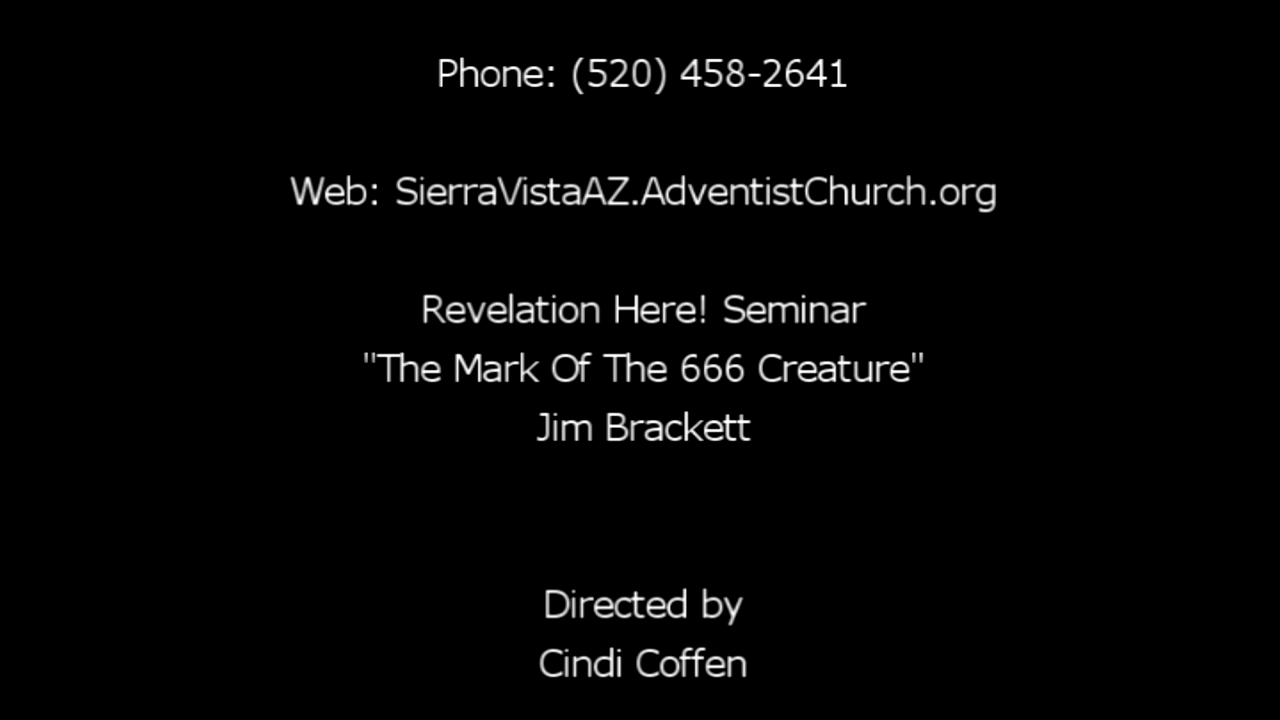 Phone: (520) 458-2641
Web: SierraVistaAZ.AdventistChurch.org
Revelation Here! Seminar
"The Mark Of The 666 Creature"
Jim Brackett
Directed by
Cindi Coffen